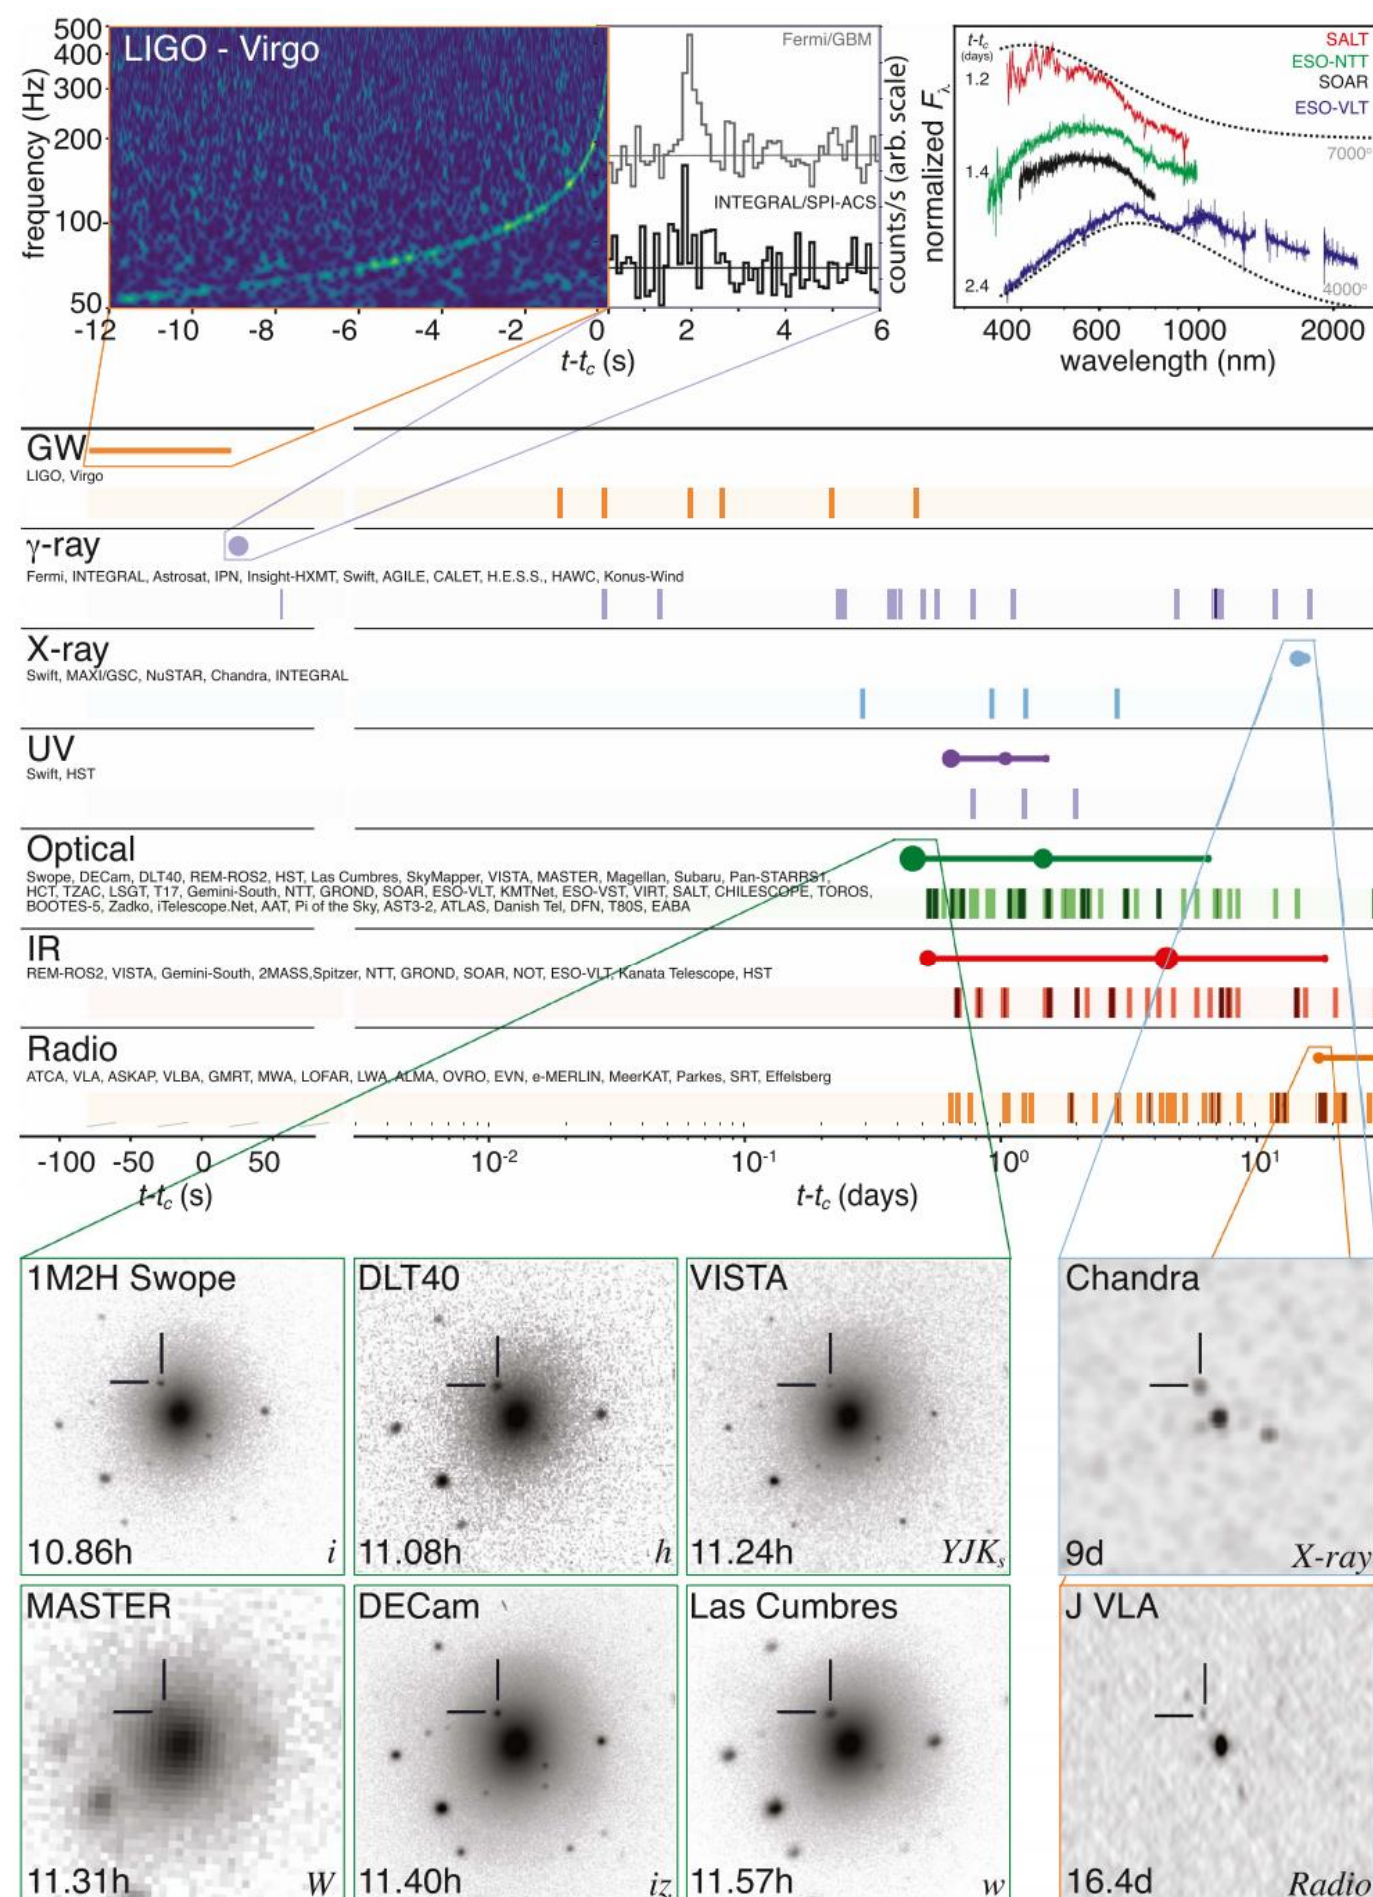 LIGO - Virgo
frequency (Hz)
500
400
300
200
100
50
-12 -10 -8 -6 -4 -2 0 2 4 6
t-tc (s)
Fermi/GBM
INTEGRAL/SPI-ACS
counts/s (arb. scale)
normalized Fλ
t-tc
(days)
1.2
1.4
2.4
SALT
ESO-NTT
SOAR
ESO-VLT
7000°
4000°
400 600 1000 2000
wavelength (nm)
GW
LIGO, Virgo
γ-ray
Fermi, INTEGRAL, Astrosat, IPN, Insight-HXMT, Swift, AGILE, CALET, H.E.S.S., HAWC, Konus-Wind
X-ray
Swift, MAXI/GSC, NuSTAR, Chandra, INTEGRAL
UV
Swift, HST
Optical
Swope, DECam, DLT40, REM-ROS2, HST, Las Cumbres, SkyMapper, VISTA, MASTER, Magellan, Subaru, Pan-STARRS1,
HCT, TZAC, LSGT, T17, Gemini-South, NTT, GROND, SOAR, ESO-VLT, KMTNet, ESO-VST, VIRT, SALT, CHILESCOPE, TOROS,
BOOTES-5, Zadko, iTelescope.Net, AAT, Pi of the Sky, AST3-2, ATLAS, Danish Tel, DFN, T80S, EABA
IR
REM-ROS2, VISTA, Gemini-South, 2MASS,Spitzer, NTT, GROND, SOAR, NOT, ESO-VLT, Kanata Telescope, HST
Radio
ATCA, VLA, ASKAP, VLBA, GMRT, MWA, LOFAR, LWA, ALMA, OVRO, EVN, e-MERLIN, MeerKAT, Parkes, SRT, Effelsberg
-100 -50 0 50 10⁻² 10⁻¹ 10⁰ 10¹
t-tc (s) t-tc (days)
1M2H Swope
10.86h i
DLT40
11.08h h
VISTA
11.24h YJKs
Chandra
9d X-ray
MASTER
11.31h W
DECam
11.40h iz
Las Cumbres
11.57h w
J VLA
16.4d Radio